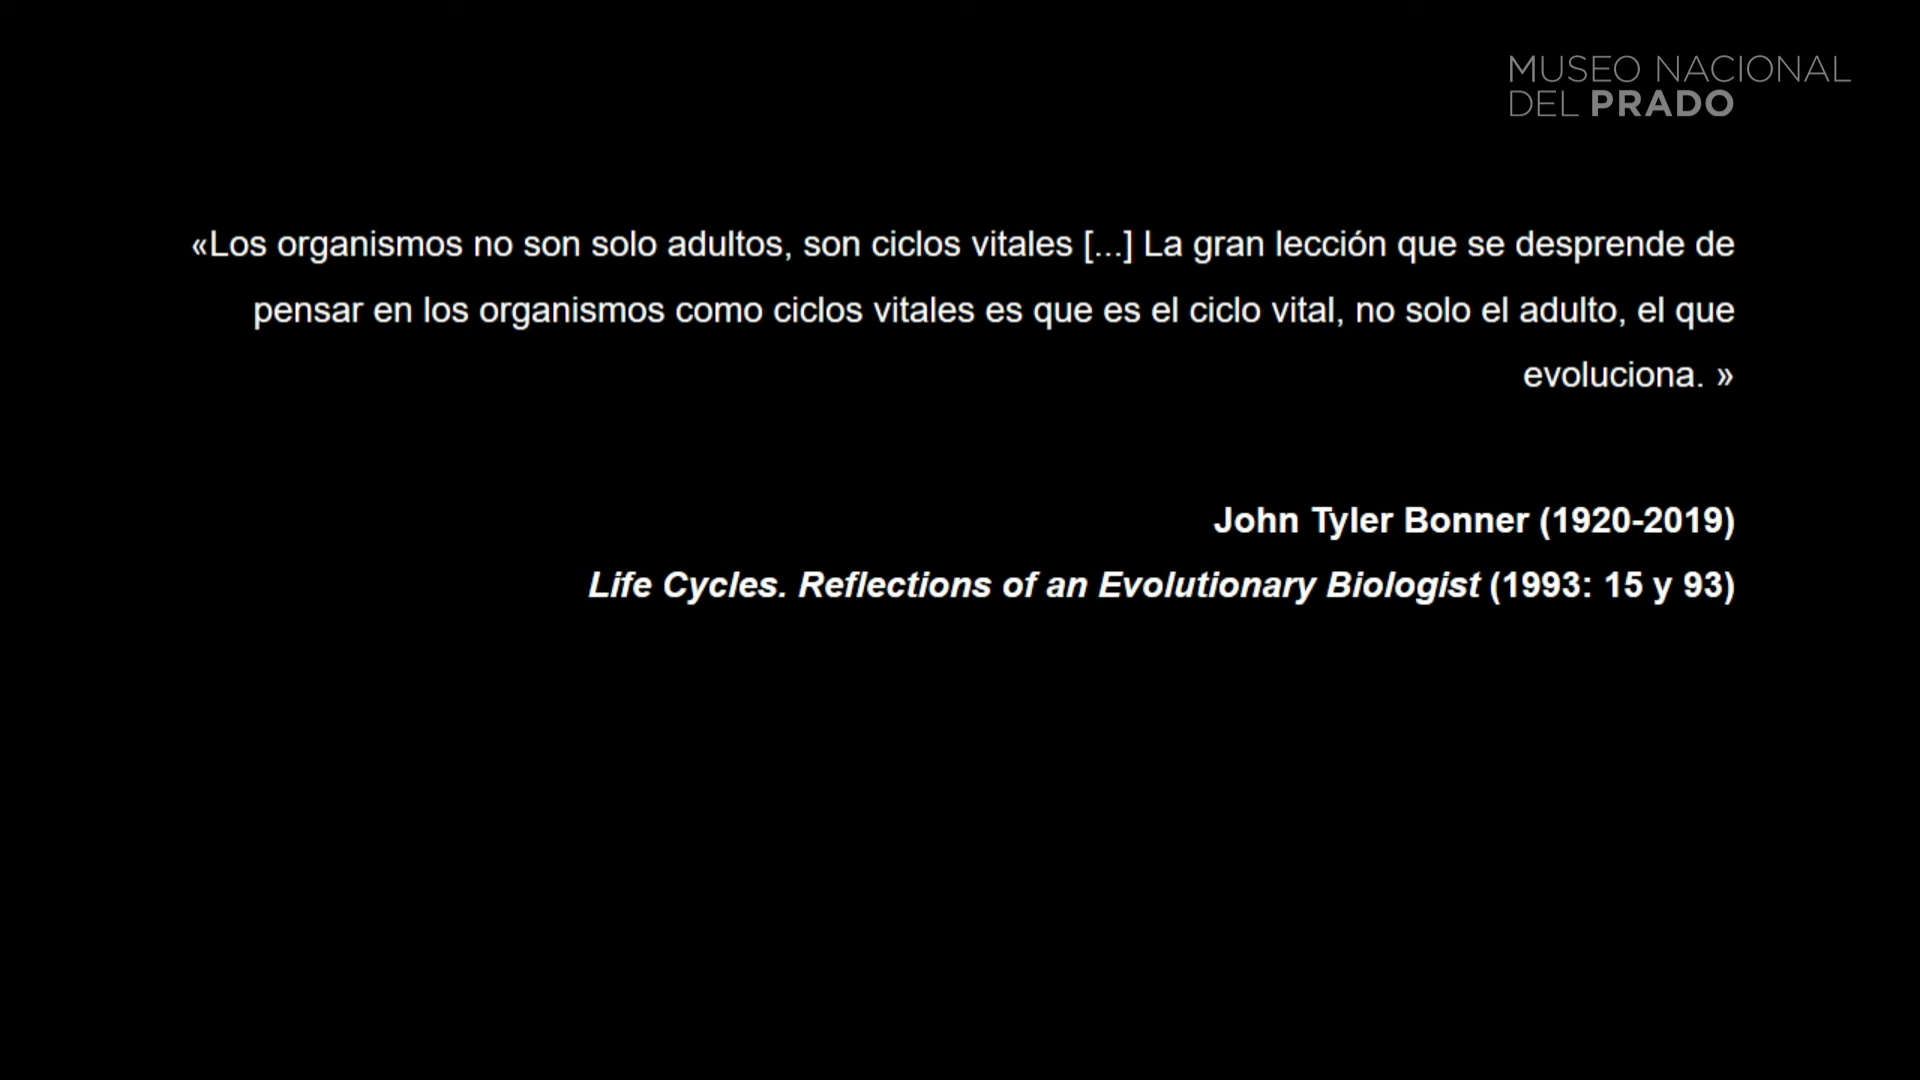 MUSEO NACIONAL
DEL PRADO
«Los organismos no son solo adultos, son ciclos vitales [...] La gran lección que se desprende de
pensar en los organismos como ciclos vitales es que es el ciclo vital, no solo el adulto, el que
evoluciona. »
John Tyler Bonner (1920-2019)
Life Cycles. Reflections of an Evolutionary Biologist (1993: 15 y 93)